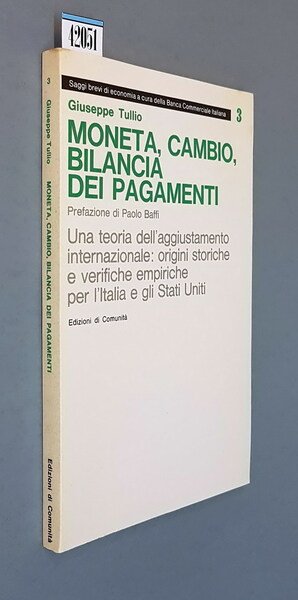 42051
Saggi brevi di economia a cura della Banca Commerciale Italiana 3
Giuseppe Tullio
MONETA, CAMBIO,
BILANCIA
DEI PAGAMENTI
Prefazione di Paolo Baffi
Una teoria dell'aggiustamento
internazionale: origini storiche
e verifiche empiriche
per l'Italia e gli Stati Uniti
Edizioni di Comunità
3 Giuseppe Tullio MONETA, CAMBIO, BILANCIA DEI PAGAMENTI Edizioni di Comunità